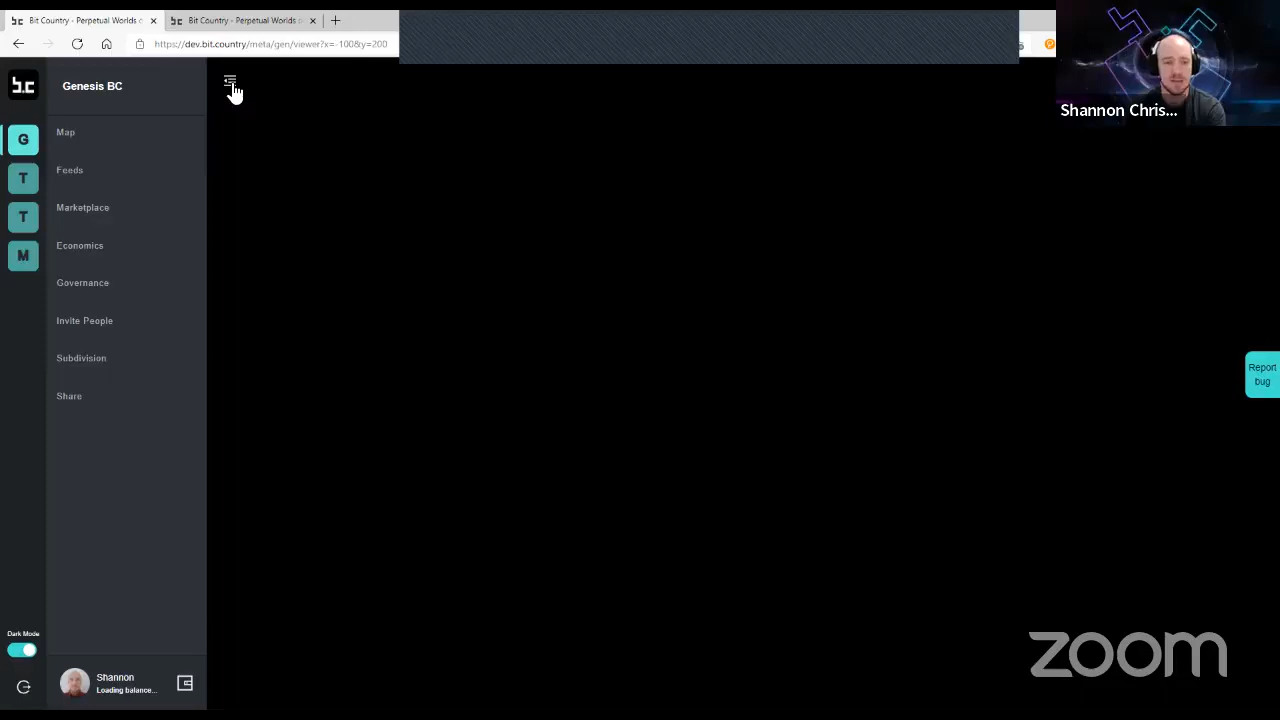 Bit Country - Perpetual Worlds o
Bit Country - Perpetual Worlds o
https://dev.bit.country/meta/gen/viewer?x=-100&ty=200
b.c
Genesis BC
G
T
T
M
Map
Feeds
Marketplace
Economics
Governance
Invite People
Subdivision
Share
Dark Mode
Shannon
Loading balance...
Shannon Chris...
Report
bug
zoom